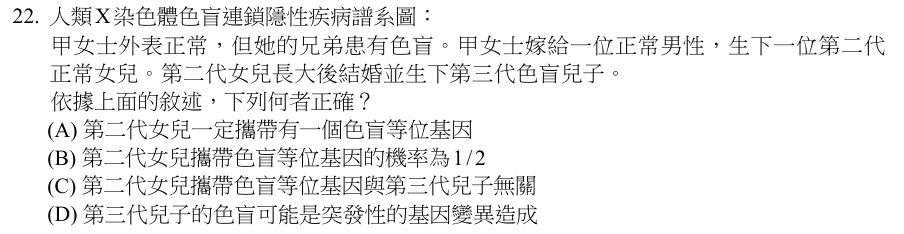 22. 人類X染色體色盲連鎖隱性疾病譜系圖：
甲女士外表正常，但她的兄弟患有色盲。甲女士嫁給一位正常男性，生下一位第二代
正常女兒。第二代女兒長大後結婚並生下第三代色盲兒子。
依據上面的敘述，下列何者正確？
(A) 第二代女兒一定攜帶有一個色盲等位基因
(B) 第二代女兒攜帶色盲等位基因的機率為1/2
(C) 第二代女兒攜帶色盲等位基因與第三代兒子無關
(D) 第三代兒子的色盲可能是突發性的基因變異造成